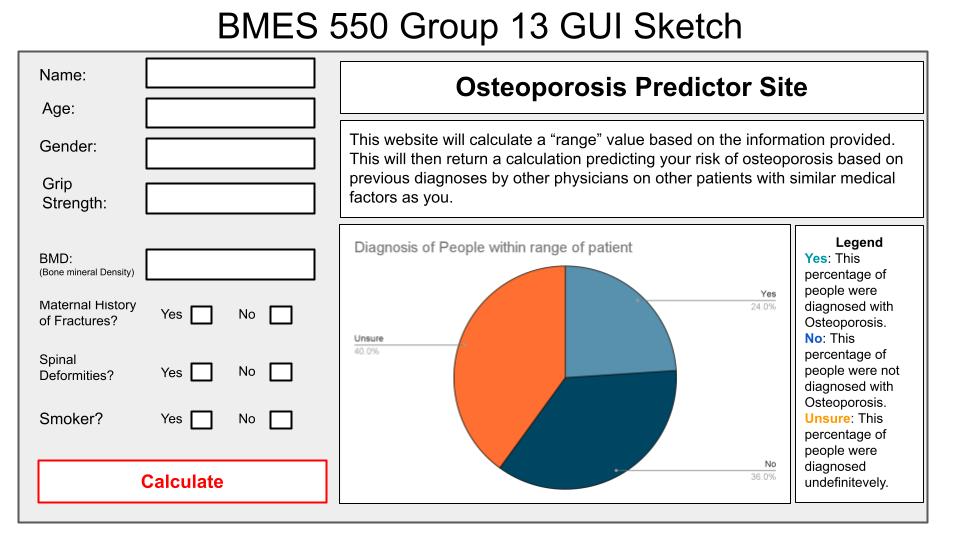 BMES 550 Group 13 GUI Sketch
Name:
Age:
Gender:
Grip
Strength:
BMD:
(Bone mineral Density)
Maternal History
of Fractures?
Yes
No
Spinal
Deformities?
Yes
No
Smoker?
Yes
No
Calculate
Osteoporosis Predictor Site
This website will calculate a “range” value based on the information provided.
This will then return a calculation predicting your risk of osteoporosis based on
previous diagnoses by other physicians on other patients with similar medical
factors as you.
Diagnosis of People within range of patient
Yes
24.0%
Unsure
40.0%
No
36.0%
Legend
Yes: This
percentage of
people were
diagnosed with
Osteoporosis.
No: This
percentage of
people were not
diagnosed with
Osteoporosis.
Unsure: This
percentage of
people were
diagnosed
undefinitevely.